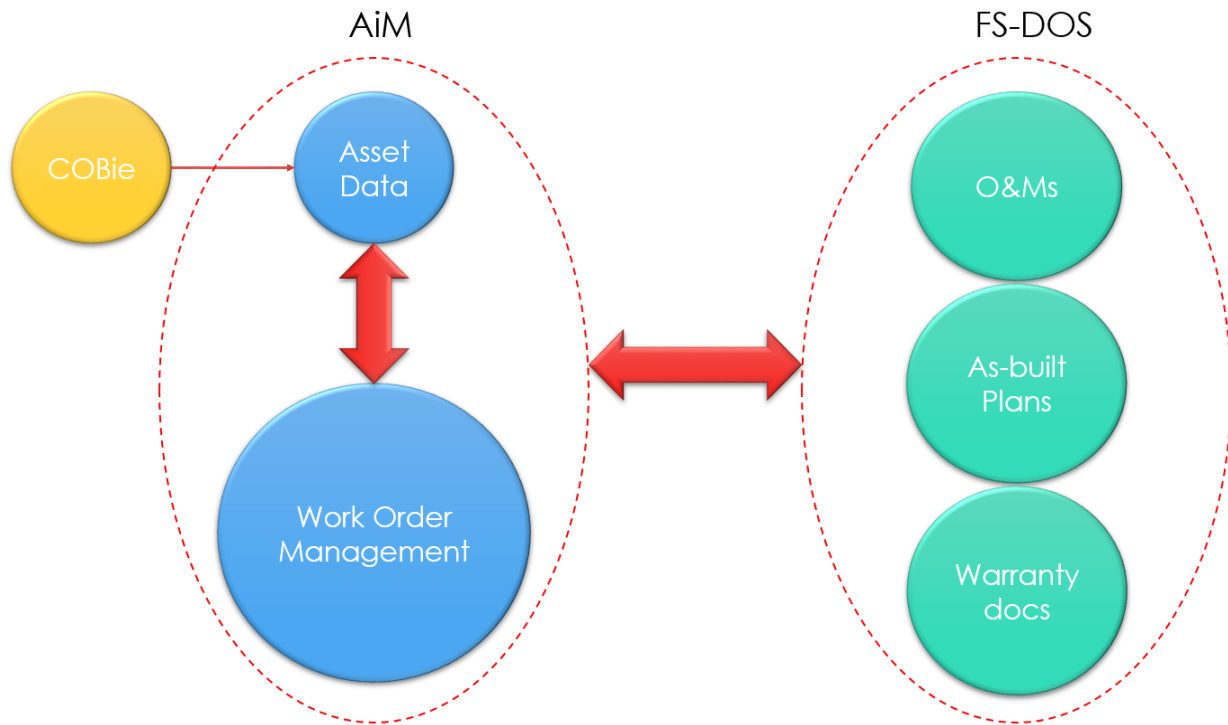 AiM
FS-DOS
COBie
Asset
Data
Work Order
Management
O&Ms
As-built
Plans
Warranty
docs